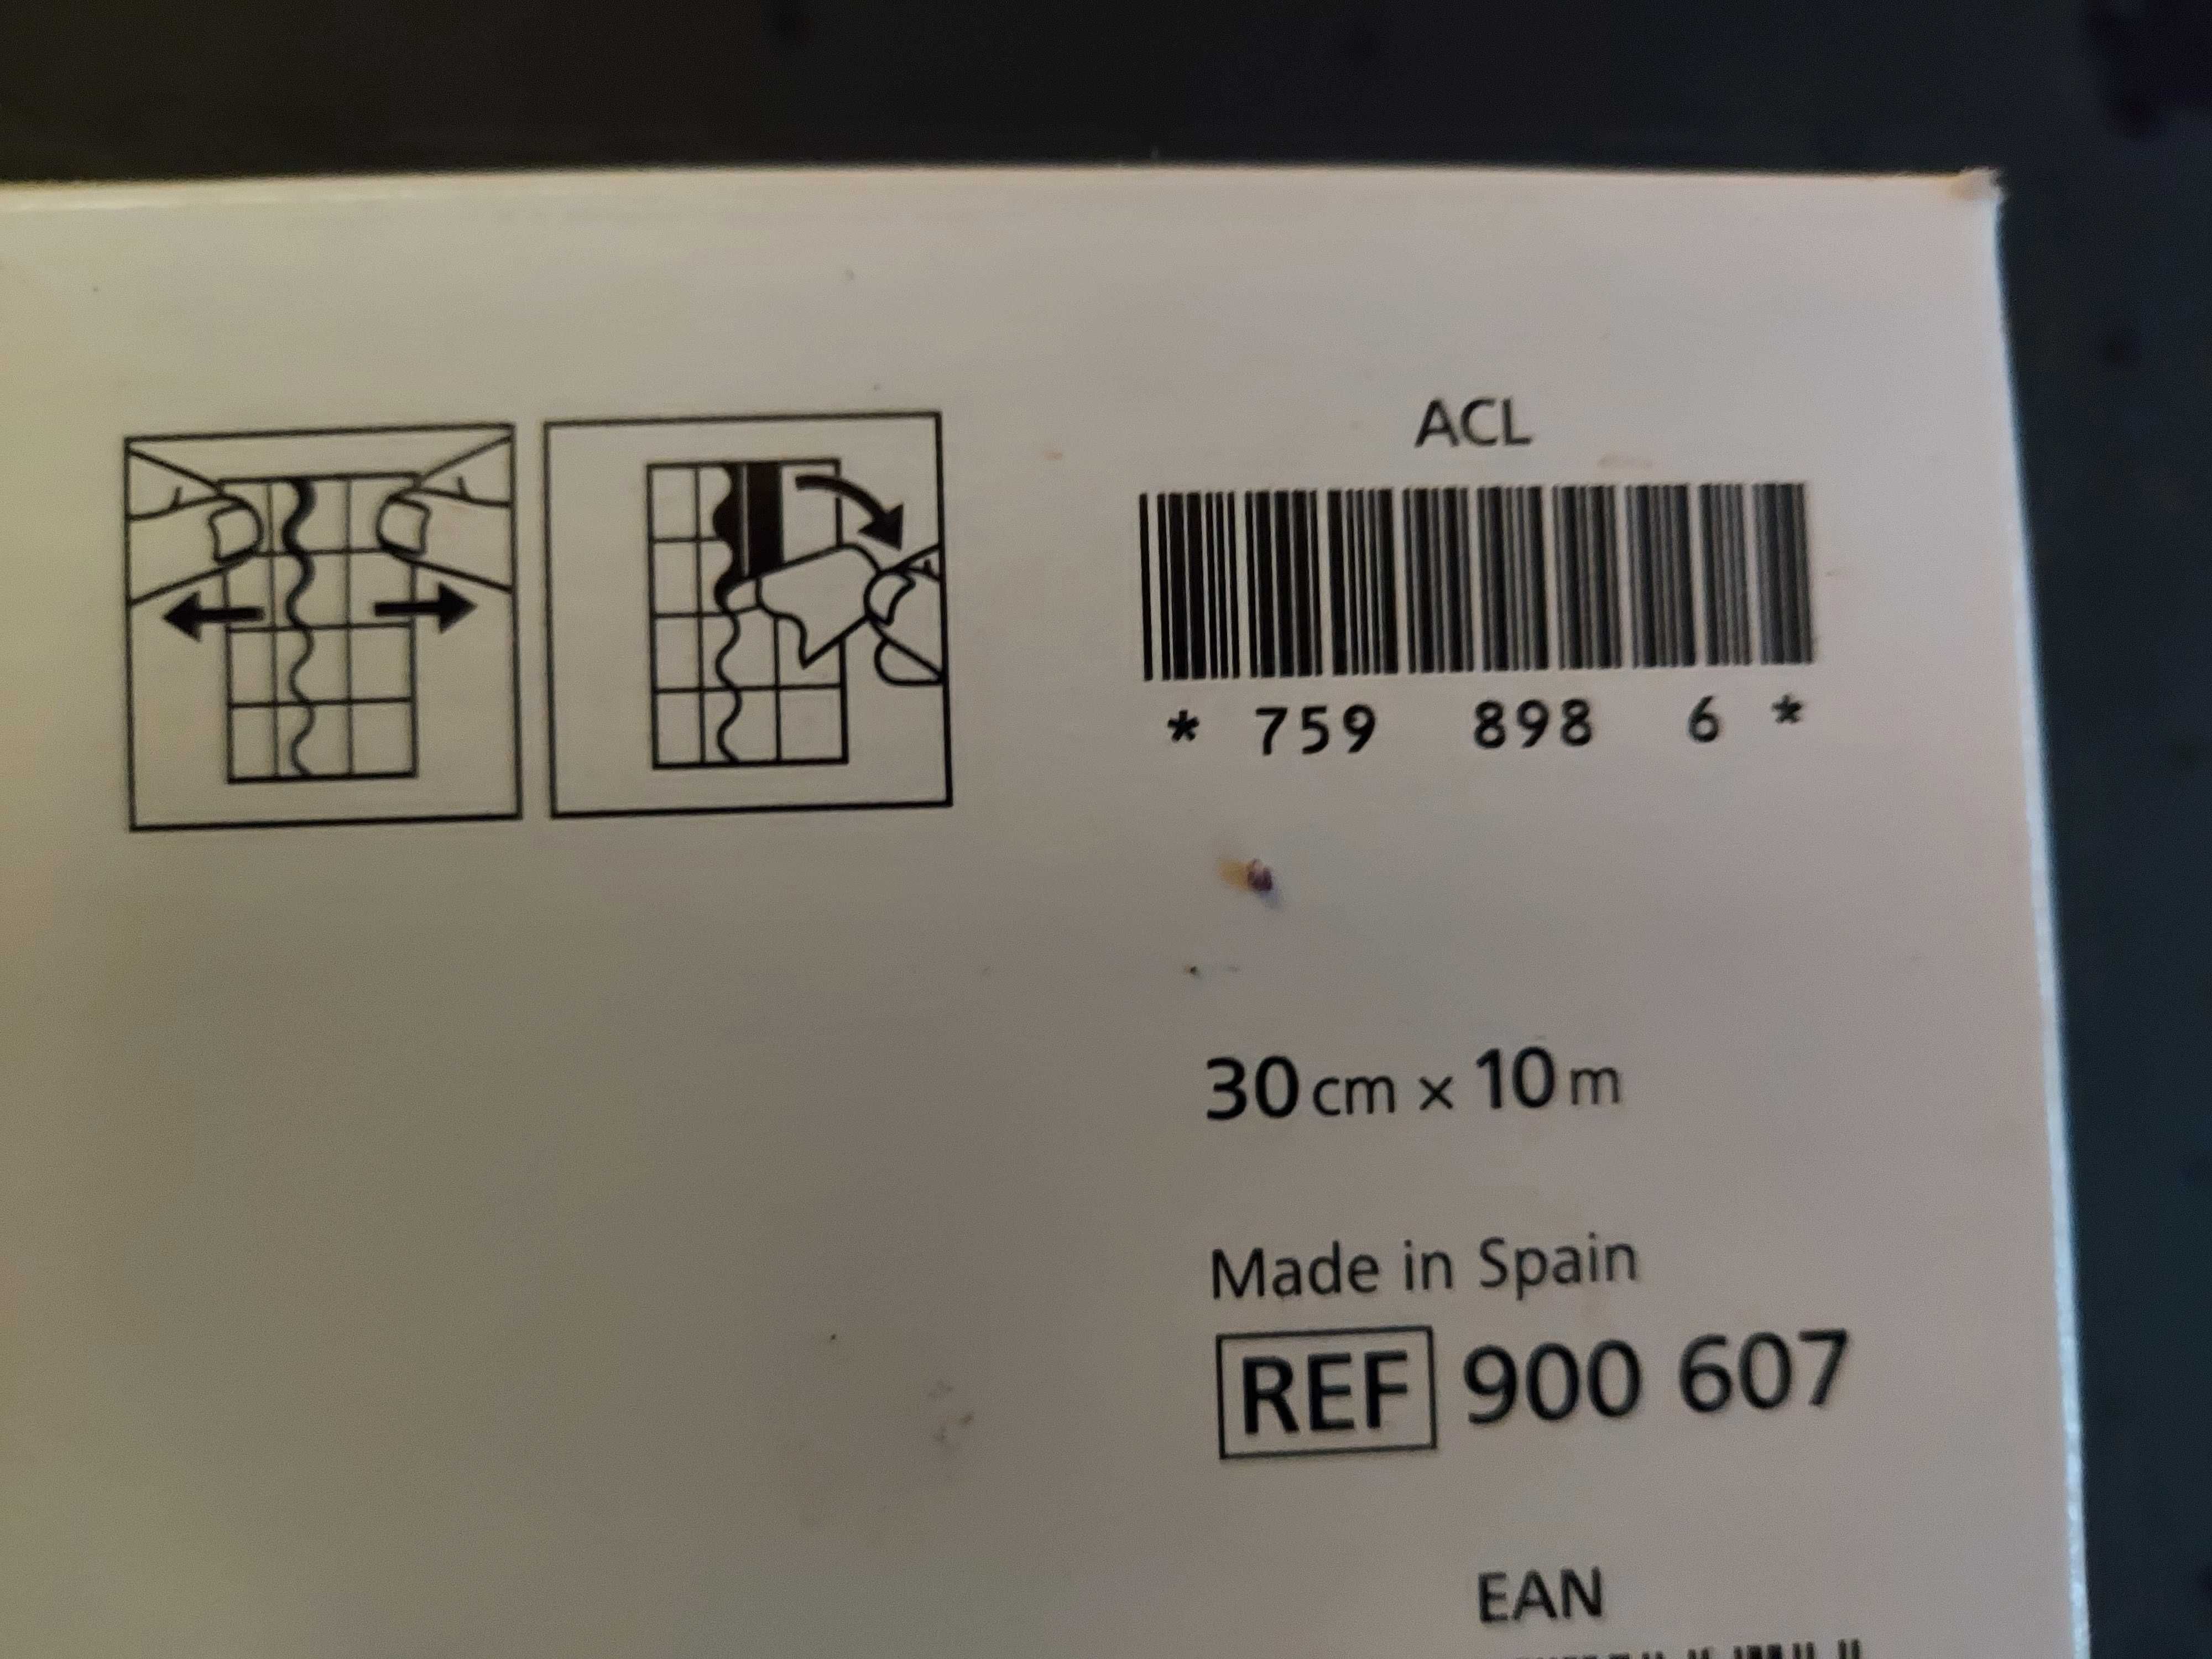 ACL
* 759 898 6 *
30 cm x 10 m
Made in Spain
REF 900 607
EAN